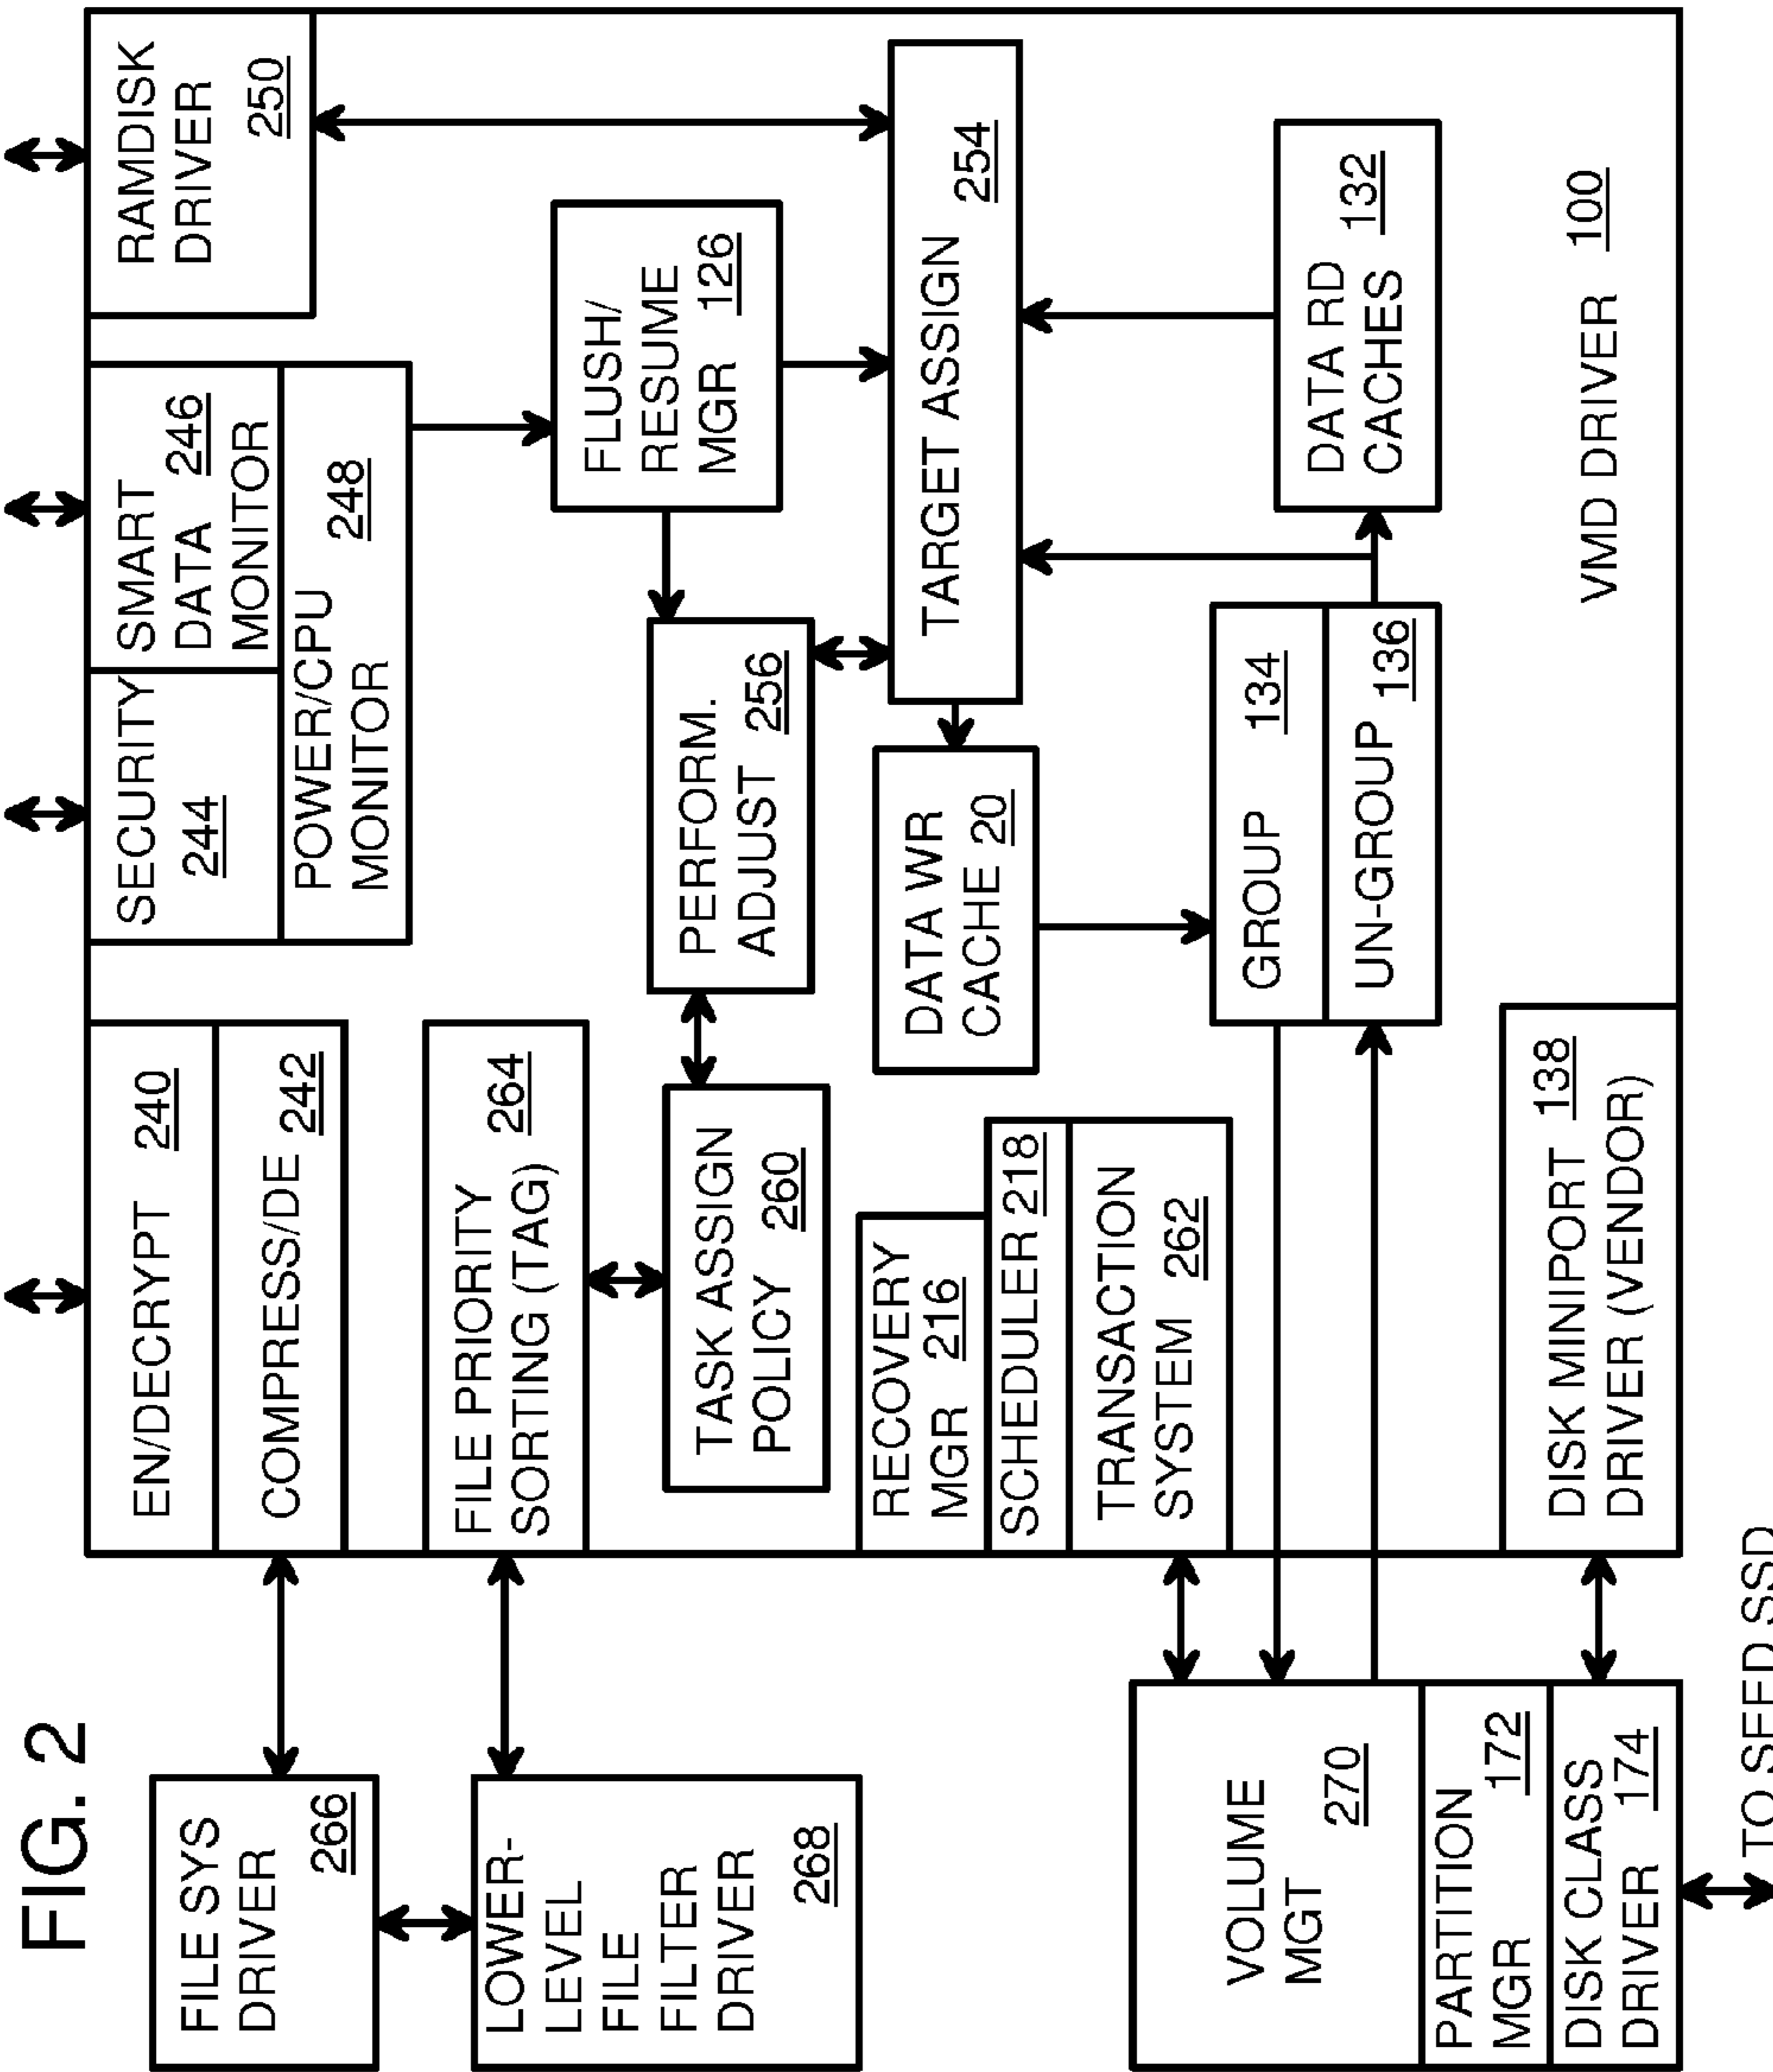 FIG. 2
FILE SYS
DRIVER 266
LOWER-
LEVEL
FILE
FILTER
DRIVER 268
VOLUME
MGT 270
PARTITION
MGR 172
DISK CLASS
DRIVER 174
TO SEED SSD
EN/DECRYPT 240
COMPRESS/DE 242
FILE PRIORITY
SORTING (TAG) 264
TASK ASSIGN
POLICY 260
RECOVERY
MGR 216
SCHEDULER 218
TRANSACTION
SYSTEM 262
DISK MINIPORT 138
DRIVER (VENDOR)
SECURITY
244
SMART
DATA 246
MONITOR
POWER/CPU
MONITOR 248
PERFORM.
ADJUST 256
DATA WR
CACHE 20
GROUP 134
UN-GROUP 136
FLUSH/
RESUME
MGR 126
TARGET ASSIGN 254
RAMDISK
DRIVER
250
DATA RD
CACHES 132
VMD DRIVER 100